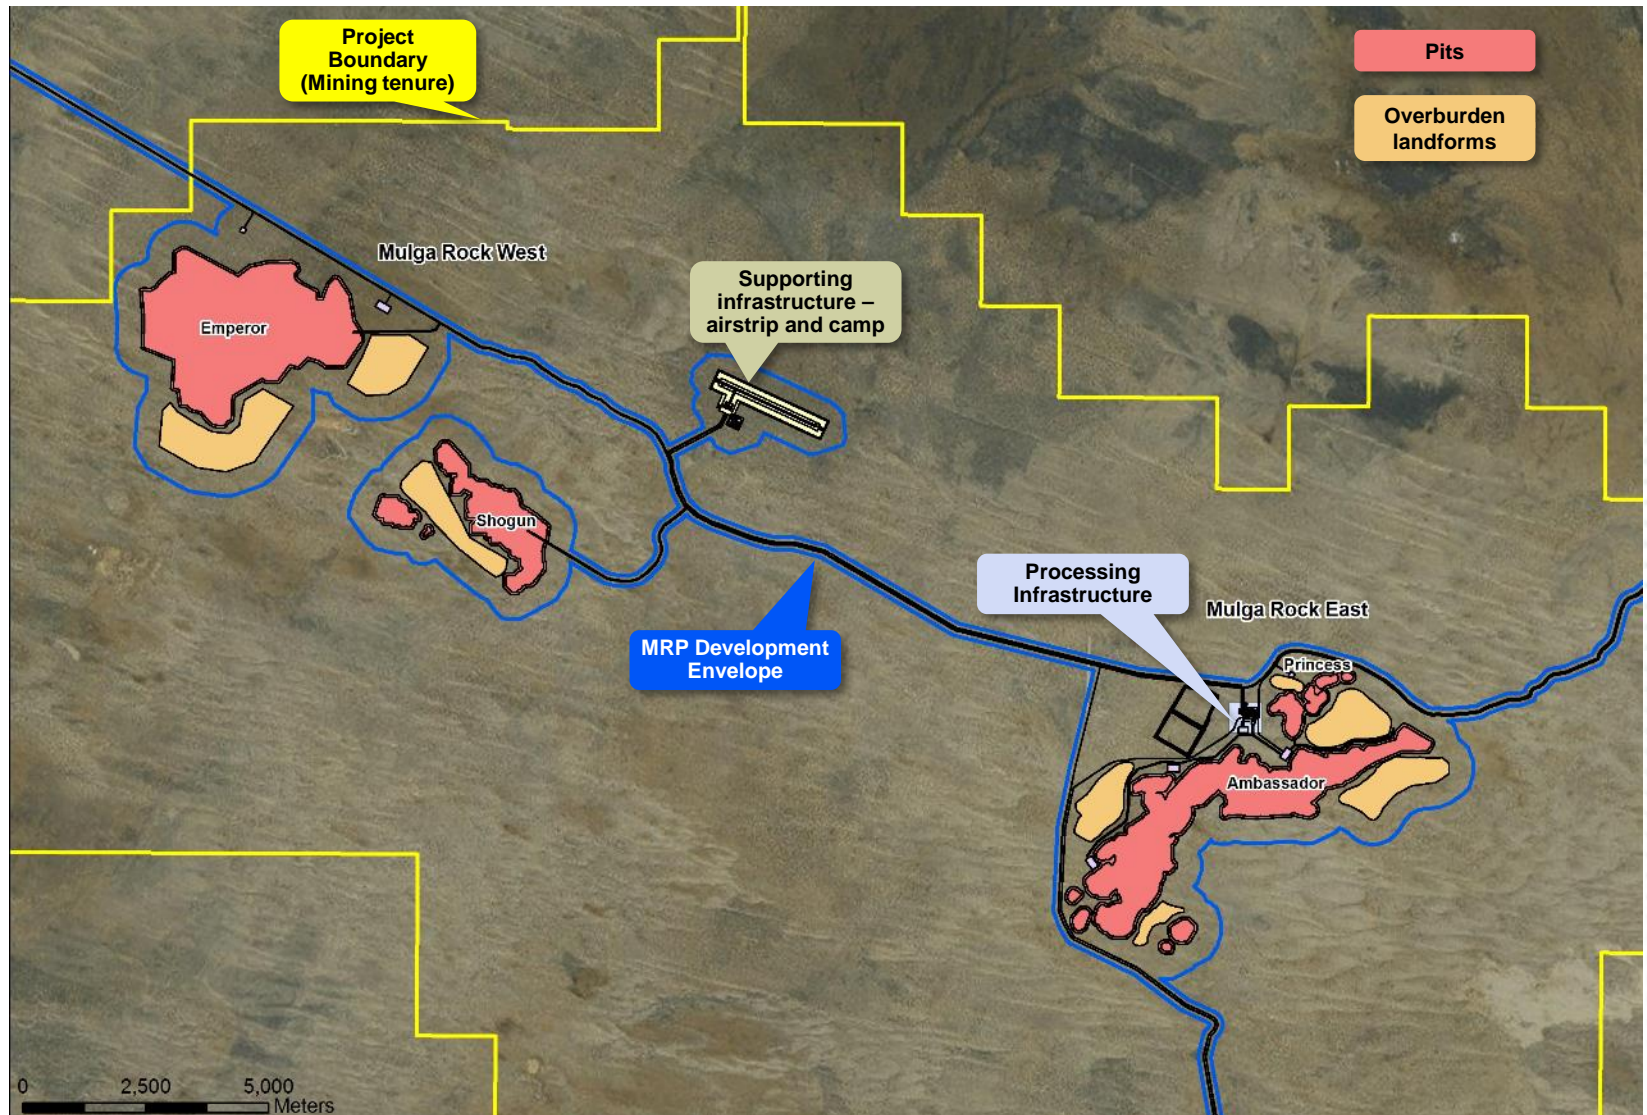 Project
Boundary
(Mining tenure)
Pits
Overburden
landforms
Mulga Rock West
Supporting
infrastructure –
airstrip and camp
Emperor
Shogun
Processing
Infrastructure
Mulga Rock East
MRP Development
Envelope
Princess
Ambassador
0 2,500 5,000
Meters